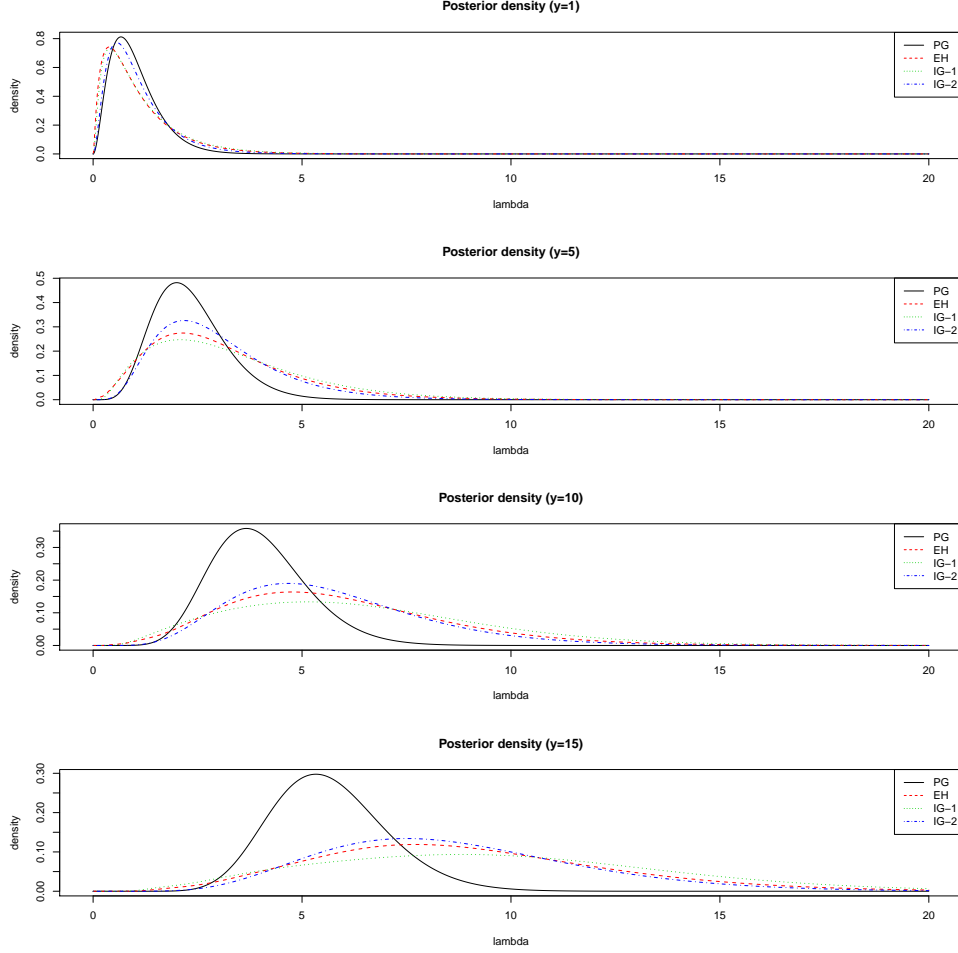 Posterior density (y=1)
density
0.0 0.2 0.4 0.6 0.8
PG
EH
IG−1
IG−2
0 5 10 15 20
lambda
Posterior density (y=5)
density
0.0 0.1 0.2 0.3 0.4 0.5
PG
EH
IG−1
IG−2
0 5 10 15 20
lambda
Posterior density (y=10)
density
0.00 0.10 0.20 0.30
PG
EH
IG−1
IG−2
0 5 10 15 20
lambda
Posterior density (y=15)
density
0.00 0.10 0.20 0.30
PG
EH
IG−1
IG−2
0 5 10 15 20
lambda